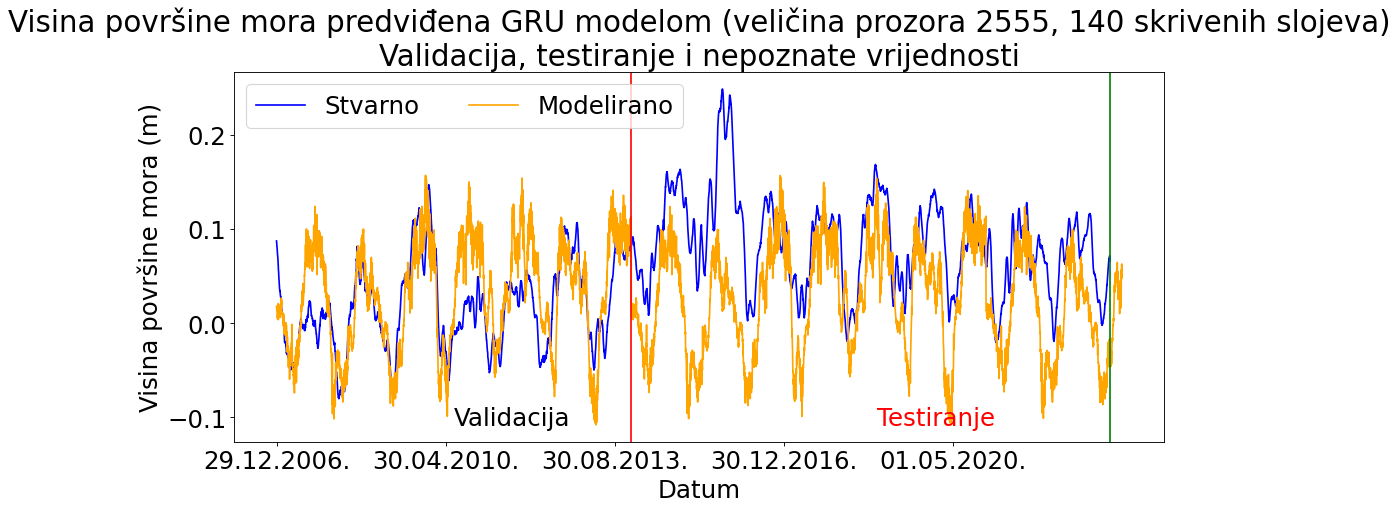 Visina površine mora predviđena GRU modelom (veličina prozora 2555, 140 skrivenih slojeva)
Validacija, testiranje i nepoznate vrijednosti
Stvarno
Modelirano
Visina površine mora (m)
0.2
0.1
0.0
−0.1
Validacija
Testiranje
29.12.2006.
30.04.2010.
30.08.2013.
30.12.2016.
01.05.2020.
Datum